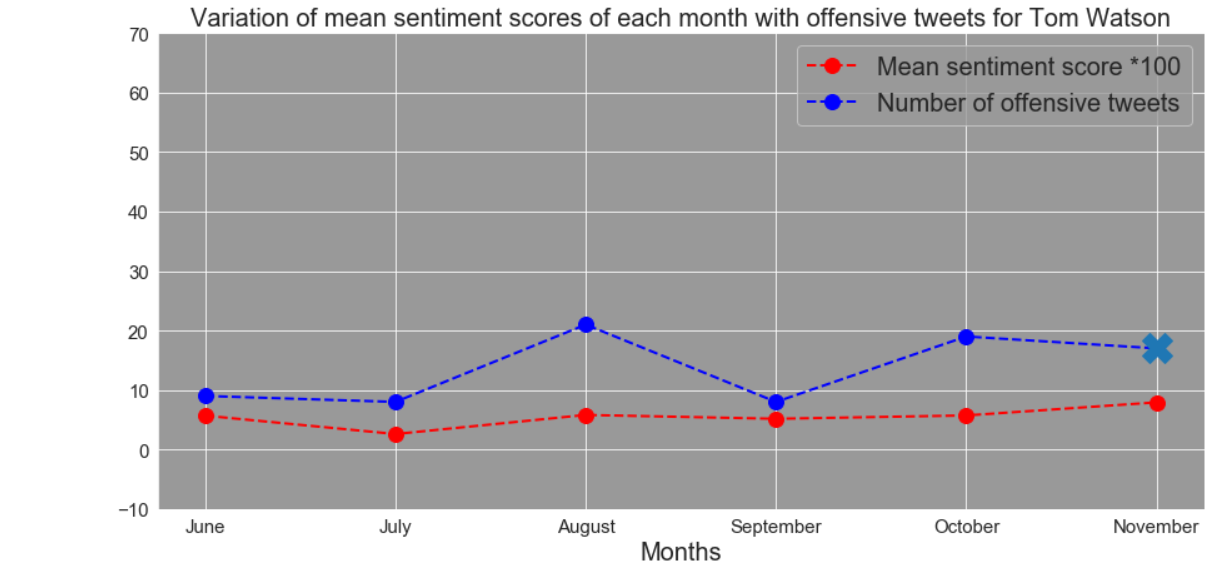 Variation of mean sentiment scores of each month with offensive tweets for Tom Watson
70
60
50
40
30
20
10
0
−10
Mean sentiment score *100
Number of offensive tweets
June July August September October November
Months